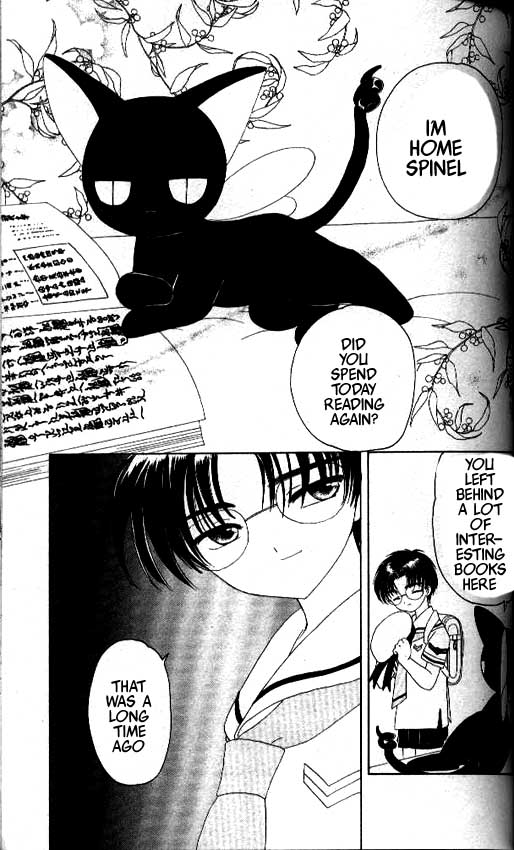 I'M
HOME
SPINEL
DID
YOU
SPEND
TODAY
READING
AGAIN?
YOU
LEFT
BEHIND
A LOT
OF
INTER-
ESTING
BOOKS
HERE
THAT
WAS A
LONG
TIME
AGO